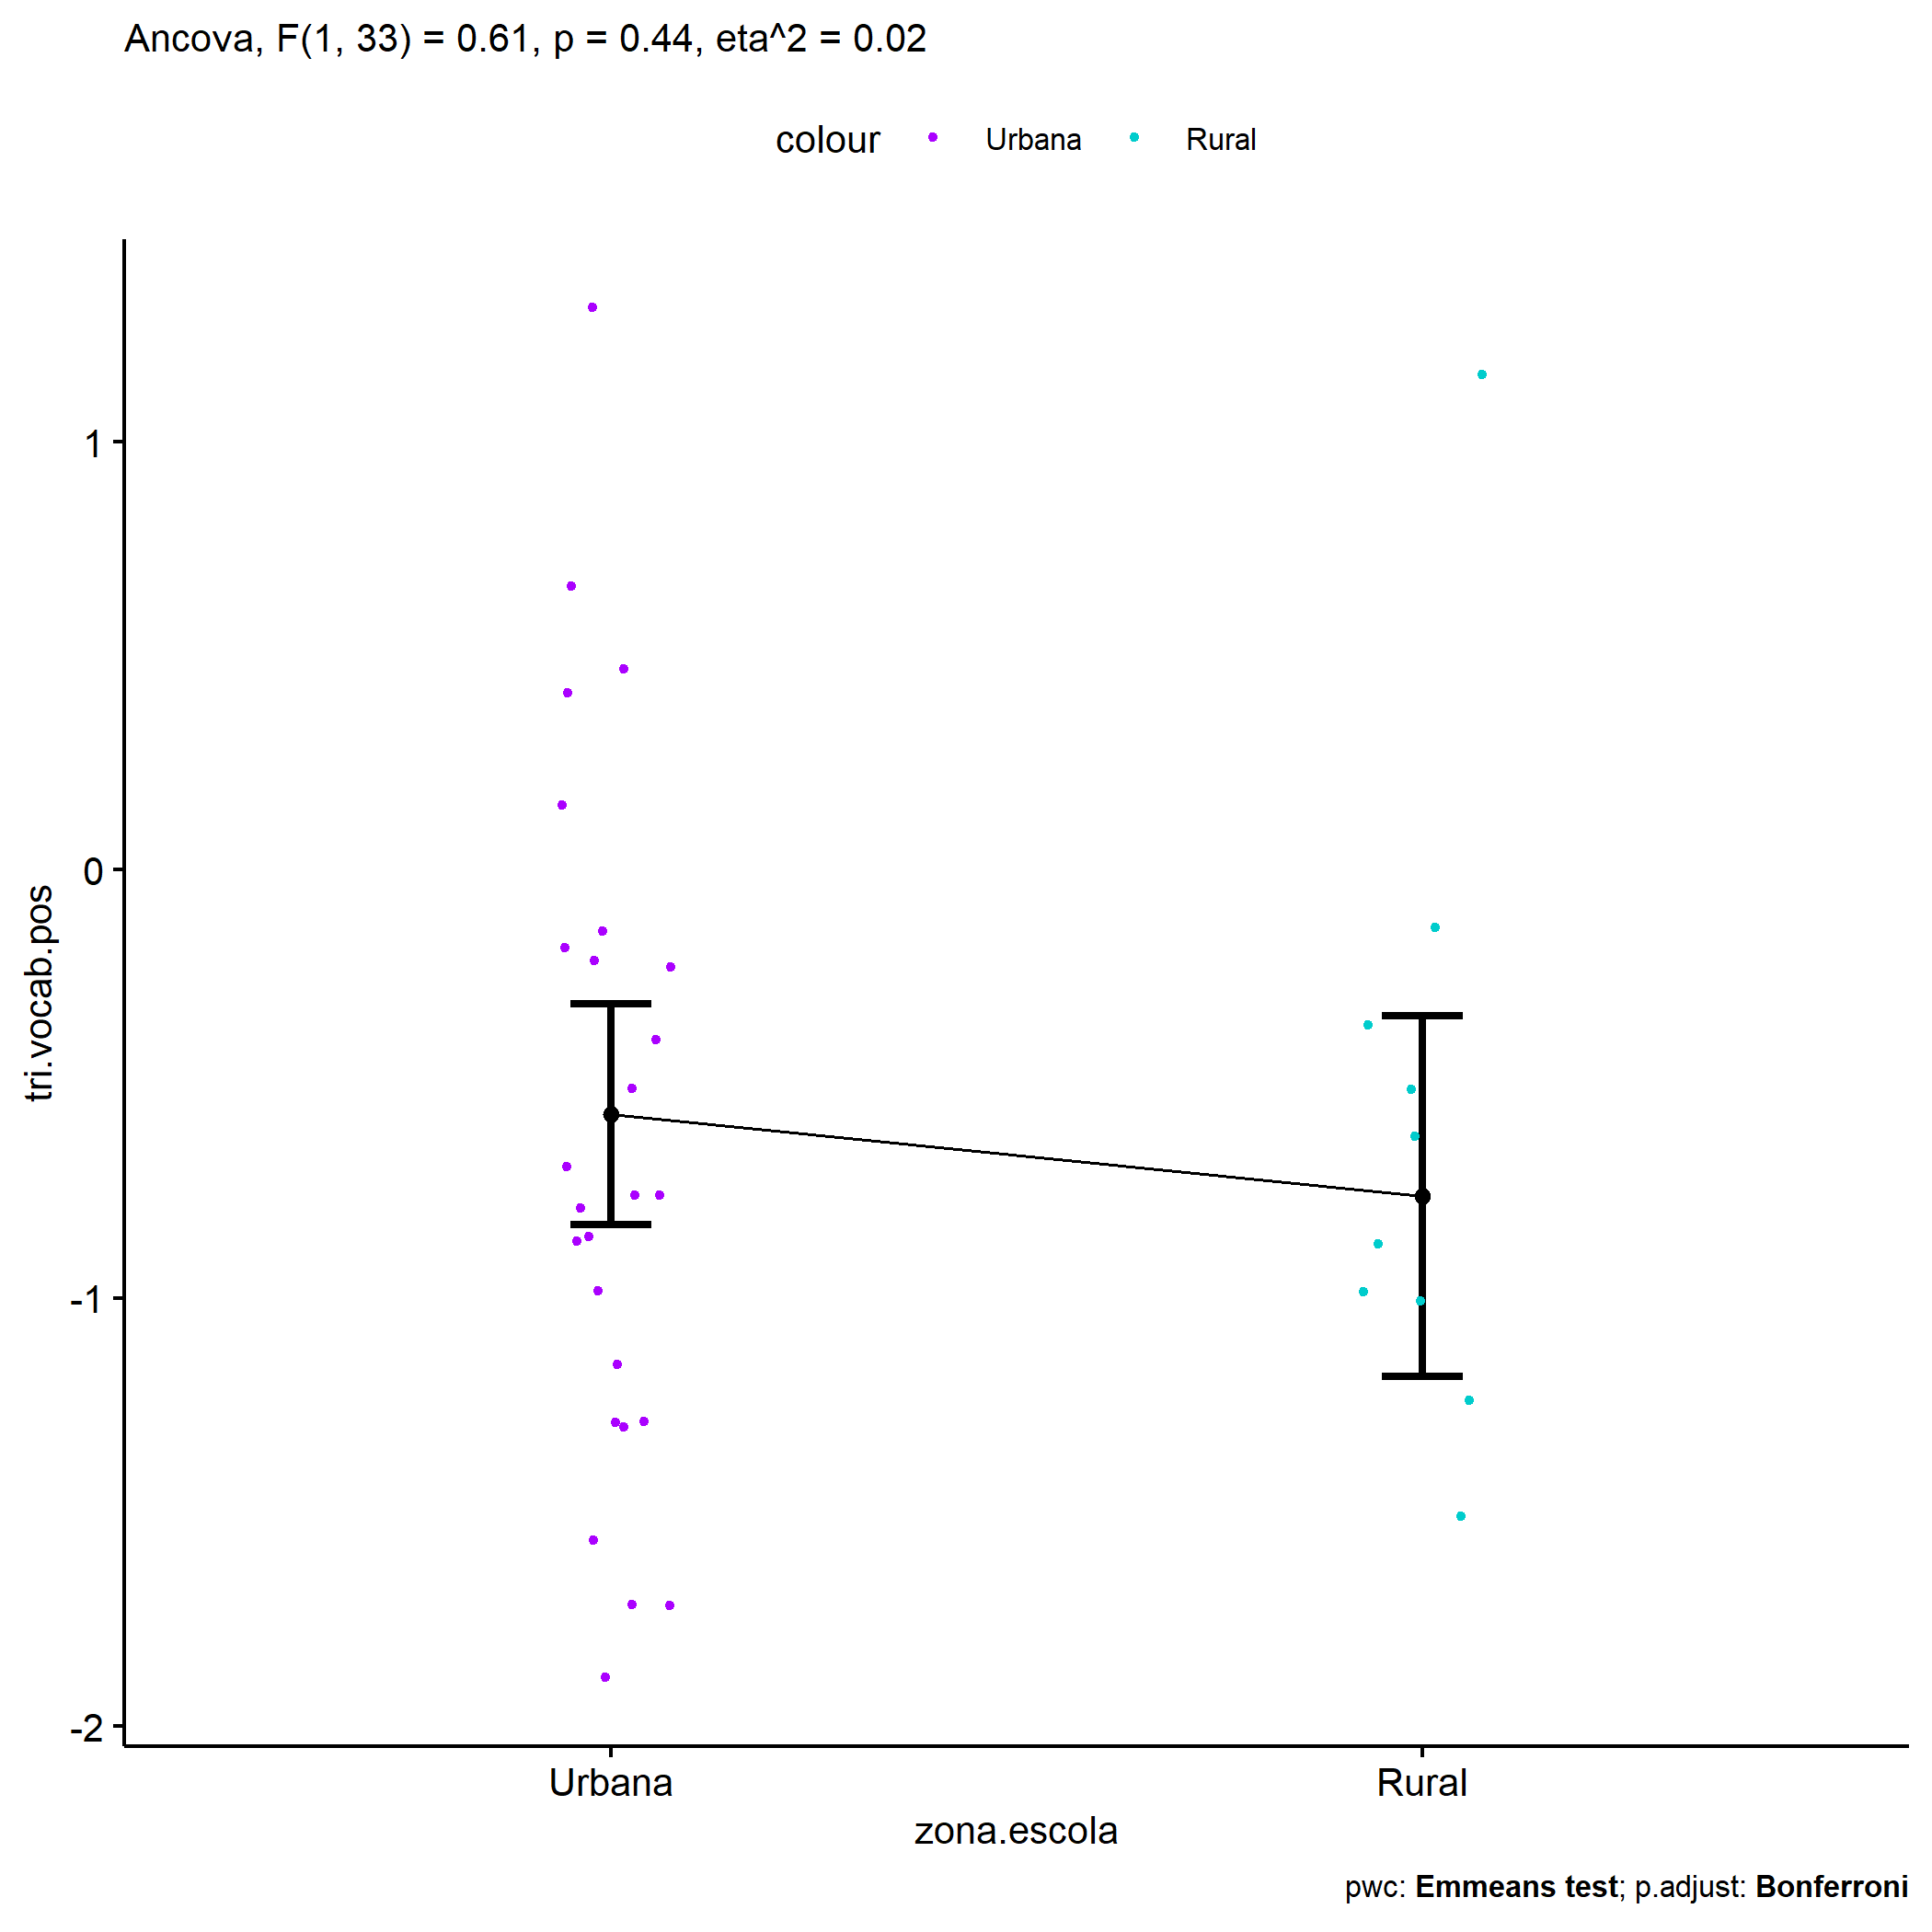 Ancova, F(1, 33) = 0.61, p = 0.44, eta^2 = 0.02
colour Urbana Rural
tri.vocab.pos
1
0
-1
-2
Urbana Rural
zona.escola
pwc: Emmeans test; p.adjust: Bonferroni